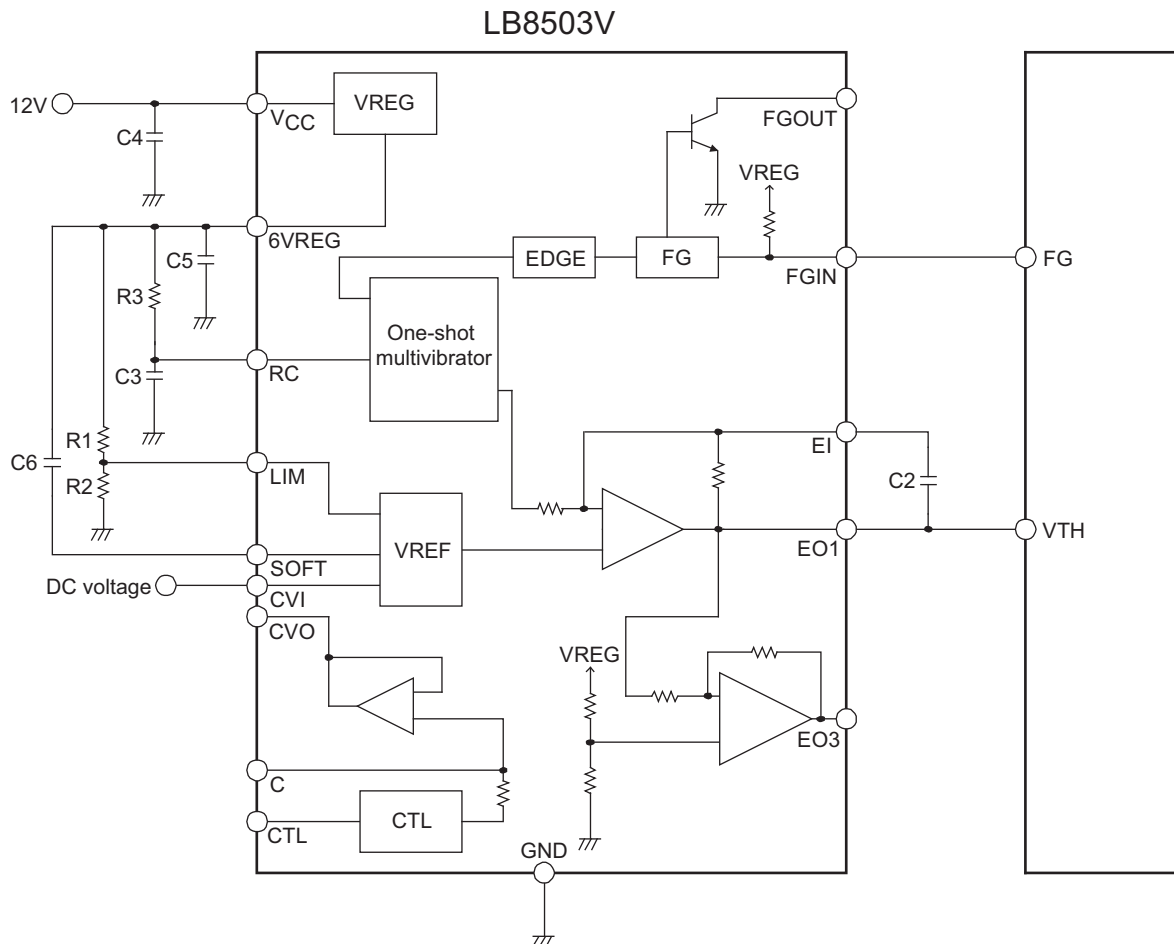 LB8503V
12V
VCC
VREG
C4
FGOUT
VREG
6VREG
C5
EDGE
FG
FGIN
FG
R3
One-shot
multivibrator
RC
C3
R1
EI
C6
LIM
R2
C2
VREF
EO1
VTH
SOFT
DC voltage
CVI
CVO
VREG
EO3
C
CTL
CTL
GND